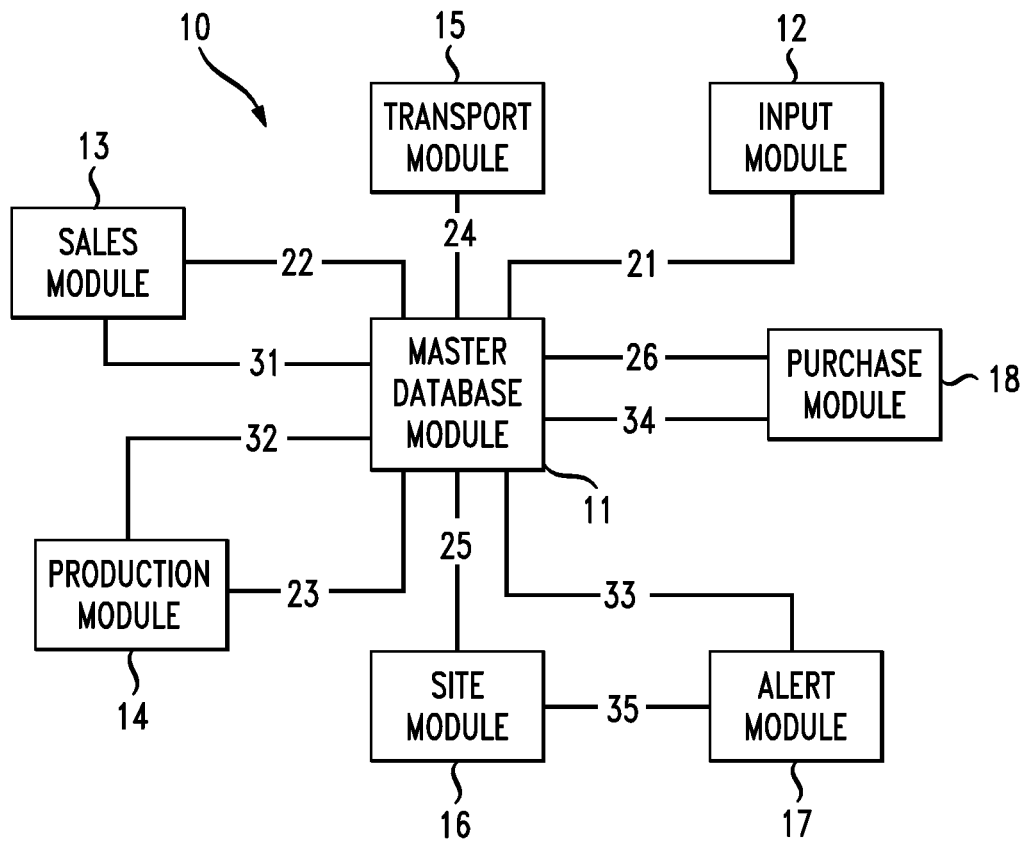 10
15
12
TRANSPORT
MODULE
INPUT
MODULE
13
SALES
MODULE
24
22
21
31
MASTER
DATABASE
MODULE
26
34
PURCHASE
MODULE
18
32
11
25
PRODUCTION
MODULE
23
33
14
SITE
MODULE
35
ALERT
MODULE
16
17